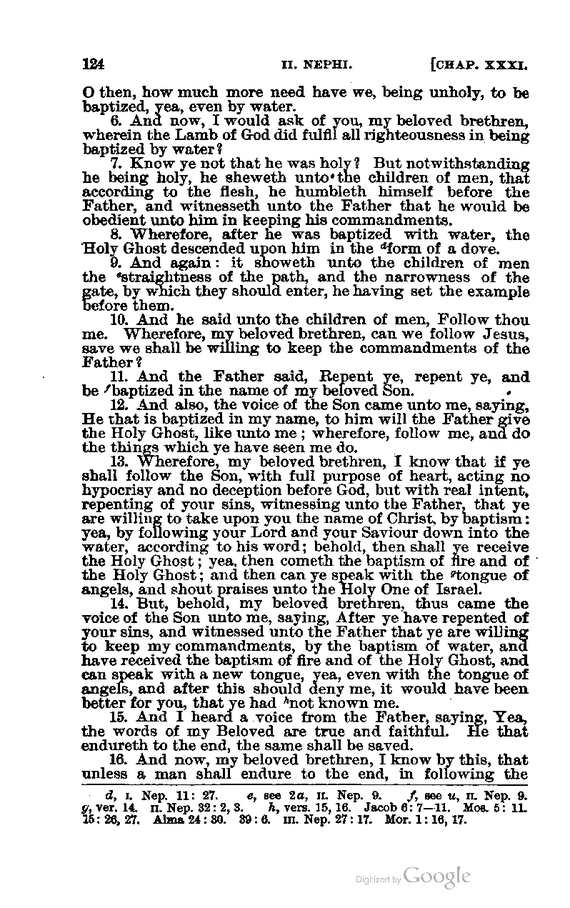 124 II. NEPHI. [CHAP. XXXI.
O then, how much more need have we, being unholy, to be
baptized, yea, even by water.
6. And now, I would ask of you, my beloved brethren,
wherein the Lamb of God did fulfil all righteousness in being
baptized by water?
7. Know ye not that he was holy? But notwithstanding
he being holy, he sheweth unto the children of men, that
according to the flesh, he humbleth himself before the
Father, and witnesseth unto the Father that he would be
obedient unto him in keeping his commandments.
8. Wherefore, after he was baptized with water, the
Holy Ghost descended upon him in the ᵈform of a dove.
9. And again: it showeth unto the children of men
the ᵉstraightness of the path, and the narrowness of the
gate, by which they should enter, he having set the example
before them.
10. And he said unto the children of men, Follow thou
me. Wherefore, my beloved brethren, can we follow Jesus,
save we shall be willing to keep the commandments of the
Father?
11. And the Father said, Repent ye, repent ye, and
be ᶠbaptized in the name of my beloved Son.
12. And also, the voice of the Son came unto me, saying,
He that is baptized in my name, to him will the Father give
the Holy Ghost, like unto me; wherefore, follow me, and do
the things which ye have seen me do.
13. Wherefore, my beloved brethren, I know that if ye
shall follow the Son, with full purpose of heart, acting no
hypocrisy and no deception before God, but with real intent,
repenting of your sins, witnessing unto the Father, that ye
are willing to take upon you the name of Christ, by baptism:
yea, by following your Lord and your Saviour down into the
water, according to his word; behold, then shall ye receive
the Holy Ghost; yea, then cometh the baptism of fire and of
the Holy Ghost; and then can ye speak with the ᵍtongue of
angels, and shout praises unto the Holy One of Israel.
14. But, behold, my beloved brethren, thus came the
voice of the Son unto me, saying, After ye have repented of
your sins, and witnessed unto the Father that ye are willing
to keep my commandments, by the baptism of water, and
have received the baptism of fire and of the Holy Ghost, and
can speak with a new tongue, yea, even with the tongue of
angels, and after this should deny me, it would have been
better for you, that ye had ʰnot known me.
15. And I heard a voice from the Father, saying, Yea,
the words of my Beloved are true and faithful. He that
endureth to the end, the same shall be saved.
16. And now, my beloved brethren, I know by this, that
unless a man shall endure to the end, in following the
d, I. Nep. 11: 27. e, see 2a, II. Nep. 9. f, see u, II. Nep. 9.
g, ver. 14. II. Nep. 32: 2, 3. h, vers. 15, 16. Jacob 6: 7—11. Mos. 5: 11.
15: 26, 27. Alma 24: 30. 39: 6. III. Nep. 27: 17. Mor. 1: 16, 17.
Digitized by Google